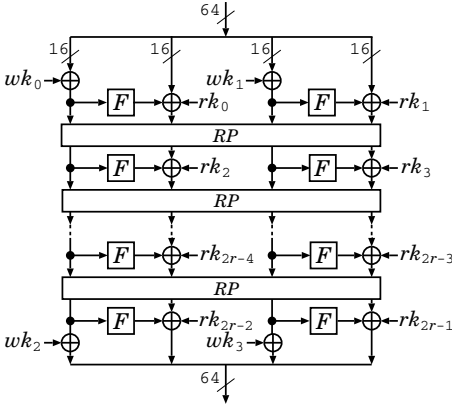 64
16 16 16 16
wk₀ wk₁
F rk₀ F rk₁
RP
F rk₂ F rk₃
RP
F rk₂ᵣ₋₄ F rk₂ᵣ₋₃
RP
F rk₂ᵣ₋₂ F rk₂ᵣ₋₁
wk₂ wk₃
64